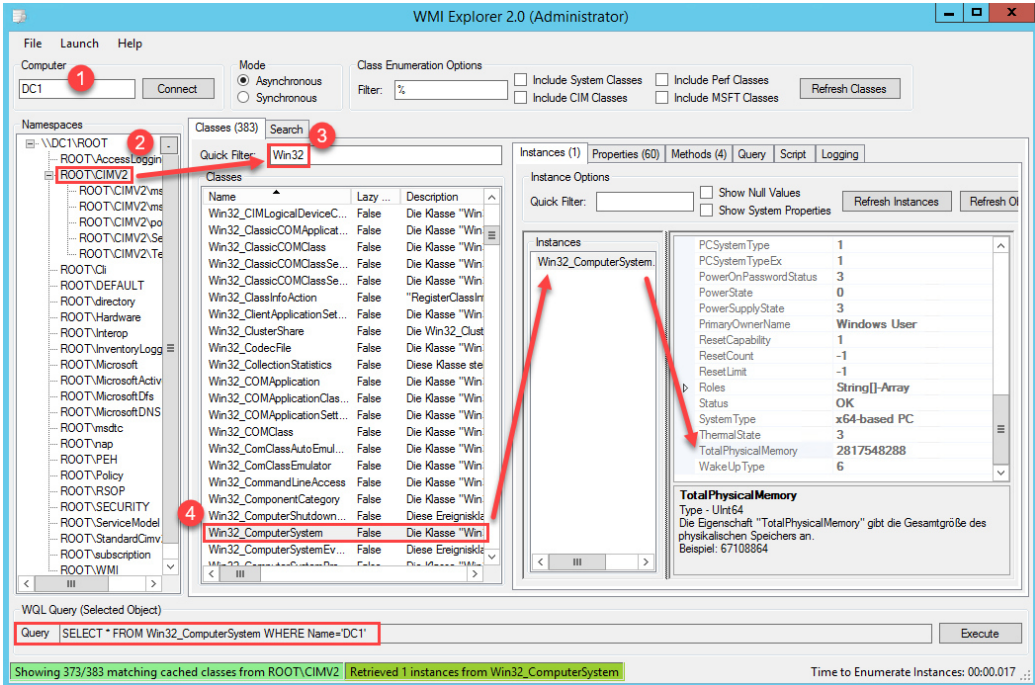 WMI Explorer 2.0 (Administrator)
File Launch Help
Computer
1
DC1
Connect
Mode
Asynchronous
Synchronous
Class Enumeration Options
Filter: %
Include System Classes
Include Perf Classes
Include CIM Classes
Include MSFT Classes
Refresh Classes
Namespaces
2
\\DC1\ROOT
ROOT\AccessLoggin
ROOT\CIMV2
ROOT\CIMV2\ms
ROOT\CIMV2\ms
ROOT\CIMV2\po
ROOT\CIMV2\Se
ROOT\CIMV2\Te
ROOT\Cli
ROOT\DEFAULT
ROOT\directory
ROOT\Hardware
ROOT\Interop
ROOT\InventoryLogg
ROOT\Microsoft
ROOT\MicrosoftActiv
ROOT\MicrosoftDfs
ROOT\MicrosoftDNS
ROOT\msdtc
ROOT\nap
ROOT\PEH
ROOT\Policy
ROOT\RSOP
ROOT\SECURITY
ROOT\ServiceModel
ROOT\StandardCimv
ROOT\subscription
ROOT\WMI
Classes (383) Search
3
Quick Filter: Win32
Classes
Name Lazy ... Description
Win32_CIMLogicalDeviceC... False Die Klasse "Win
Win32_ClassicCOMApplicat... False Die Klasse "Win
Win32_ClassicCOMClass False Die Klasse "Win
Win32_ClassicCOMClassSe... False Die Klasse "Win
Win32_ClassicCOMClassSe... False Die Klasse "Win
Win32_ClassInfoAction False "RegisterClassIn
Win32_ClientApplicationSet... False Die Klasse "Win
Win32_ClusterShare False Die Win32_Clust
Win32_CodecFile False Die Klasse "Win
Win32_CollectionStatistics False Diese Klasse ste
Win32_COMApplication False Die Klasse "Win
Win32_COMApplicationClas... False Die Klasse "Win
Win32_COMApplicationSett... False Die Klasse "Win
Win32_COMClass False Die Klasse "Win
Win32_ComClassAutoEmul... False Die Klasse "Win
Win32_ComClassEmulator False Die Klasse "Win
Win32_CommandLineAccess False Die Klasse "Win
Win32_ComponentCategory False Die Klasse "Win
Win32_ComputerShutdown... False Diese Ereigniskla
4
Win32_ComputerSystem False Die Klasse "Win
Win32_ComputerSystemEv... False Diese Ereigniskla
Instances (1) Properties (60) Methods (4) Query Script Logging
Instance Options
Quick Filter:
Show Null Values
Show System Properties
Refresh Instances
Refresh Ol
Instances
Win32_ComputerSystem.
PCSystemType 1
PCSystemTypeEx 1
PowerOnPasswordStatus 3
PowerState 0
PowerSupplyState 3
PrimaryOwnerName Windows User
ResetCapability 1
ResetCount -1
ResetLimit -1
Roles String[]-Array
Status OK
SystemType x64-based PC
ThermalState 3
TotalPhysicalMemory 2817548288
WakeUpType 6
TotalPhysicalMemory
Type - UInt64
Die Eigenschaft "TotalPhysicalMemory" gibt die Gesamtgröße des
physikalischen Speichers an.
Beispiel: 67108864
WQL Query (Selected Object)
Query SELECT * FROM Win32_ComputerSystem WHERE Name='DC1'
Execute
Showing 373/383 matching cached classes from ROOT\CIMV2 Retrieved 1 instances from Win32_ComputerSystem
Time to Enumerate Instances: 00:00.017